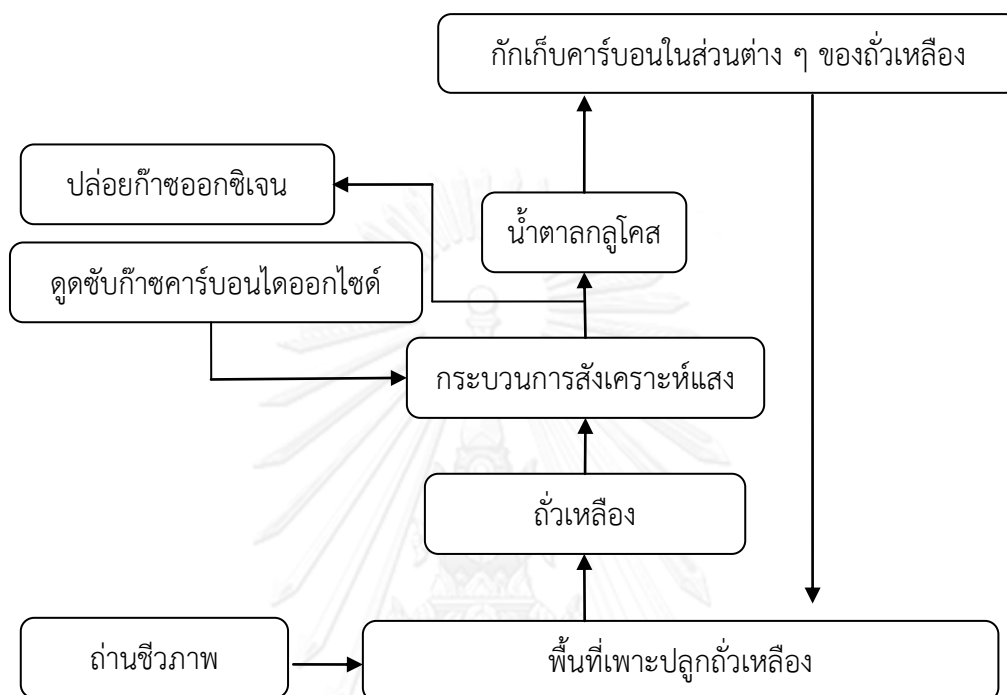 กักเก็บคาร์บอนในส่วนต่าง ๆ ของถั่วเหลือง
ปล่อยก๊าซออกซิเจน
น้ำตาลกลูโคส
ดูดซับก๊าซคาร์บอนไดออกไซด์
กระบวนการสังเคราะห์แสง
ถั่วเหลือง
ถ่านชีวภาพ
พื้นที่เพาะปลูกถั่วเหลือง